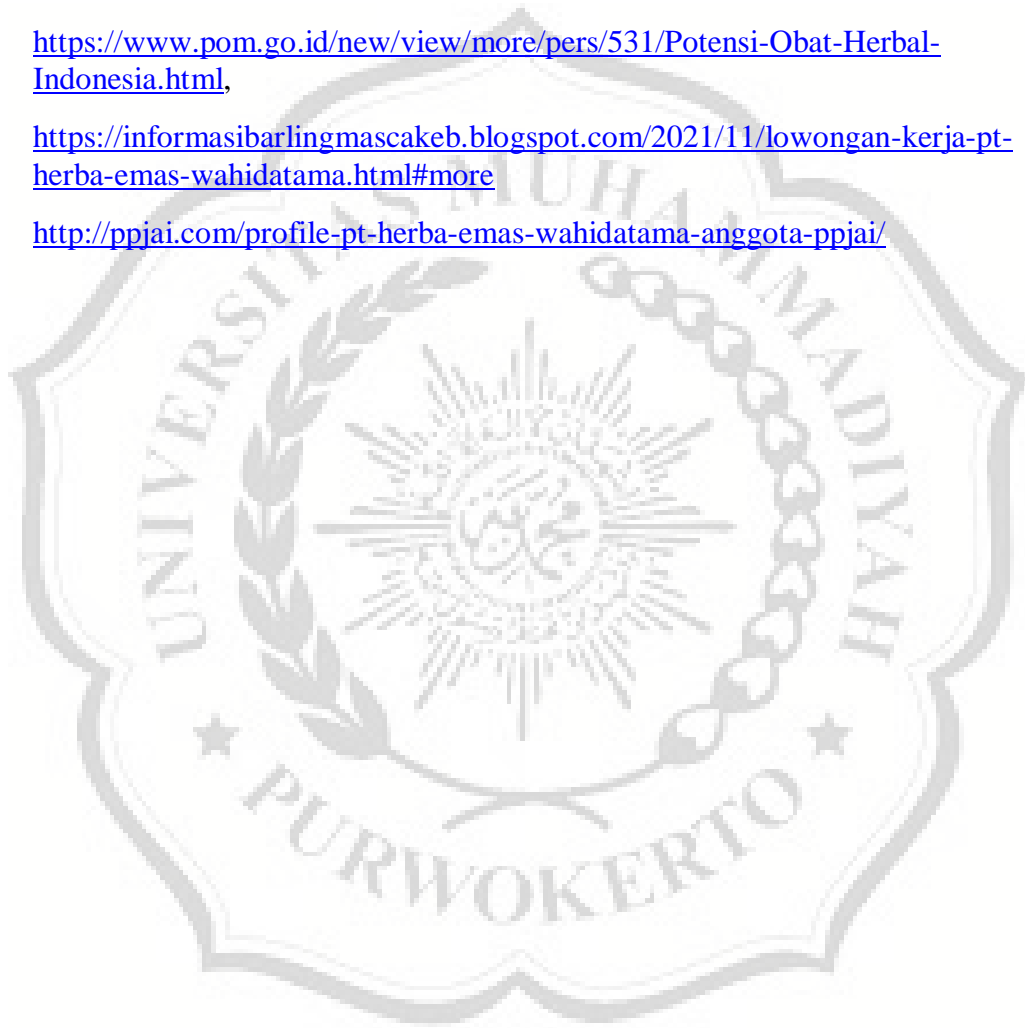 https://www.pom.go.id/new/view/more/pers/531/Potensi-Obat-Herbal-
Indonesia.html,
https://informasibarlingmascakeb.blogspot.com/2021/11/lowongan-kerja-pt-
herba-emas-wahidatama.html#more
http://ppjai.com/profile-pt-herba-emas-wahidatama-anggota-ppjai/
UNIVERSITAS MUHAMMADIYAH
PURWOKERTO